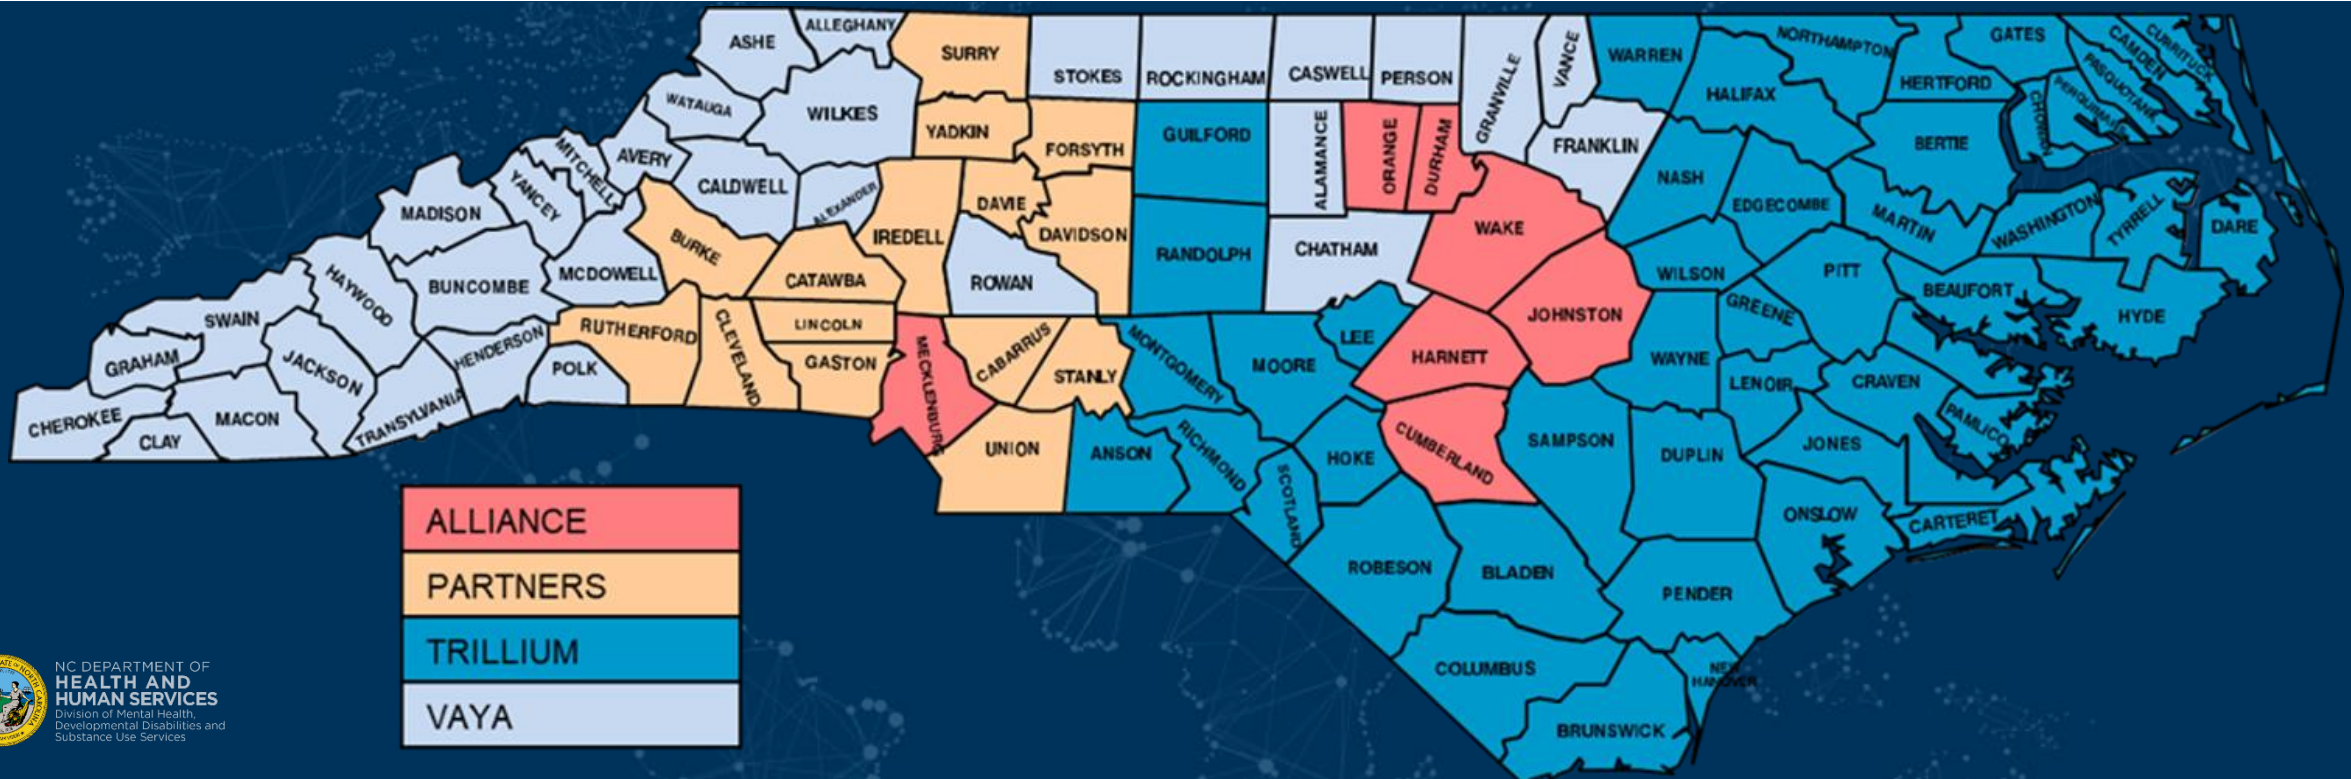 ASHE
ALLEGHANY
SURRY
STOKES
ROCKINGHAM
CASWELL
PERSON
GRANVILLE
VANCE
WARREN
NORTHAMPTON
GATES
CAMDEN
CURRITUCK
PASQUOTANK
PERQUIMANS
CHOWAN
HERTFORD
HALIFAX
BERTIE
WATAUGA
WILKES
YADKIN
FORSYTH
GUILFORD
ALAMANCE
ORANGE
DURHAM
FRANKLIN
NASH
EDGECOMBE
MARTIN
WASHINGTON
TYRRELL
DARE
MITCHELL
AVERY
YANCEY
CALDWELL
ALEXANDER
DAVIE
IREDELL
DAVIDSON
RANDOLPH
CHATHAM
WAKE
WILSON
PITT
BEAUFORT
HYDE
MADISON
BURKE
CATAWBA
ROWAN
HAYWOOD
BUNCOMBE
MCDOWELL
SWAIN
GRAHAM
JACKSON
HENDERSON
RUTHERFORD
CLEVELAND
LINCOLN
GASTON
MECKLENBURG
CABARRUS
STANLY
MONTGOMERY
MOORE
LEE
HARNETT
JOHNSTON
WAYNE
GREENE
LENOIR
CRAVEN
PAMLICO
JONES
CHEROKEE
CLAY
MACON
TRANSYLVANIA
POLK
UNION
ANSON
RICHMOND
SCOTLAND
HOKE
CUMBERLAND
SAMPSON
DUPLIN
ONSLOW
CARTERET
ROBESON
BLADEN
PENDER
COLUMBUS
NEW
HANOVER
BRUNSWICK
ALLIANCE
PARTNERS
TRILLIUM
VAYA
NC DEPARTMENT OF
HEALTH AND
HUMAN SERVICES
Division of Mental Health,
Developmental Disabilities and
Substance Use Services